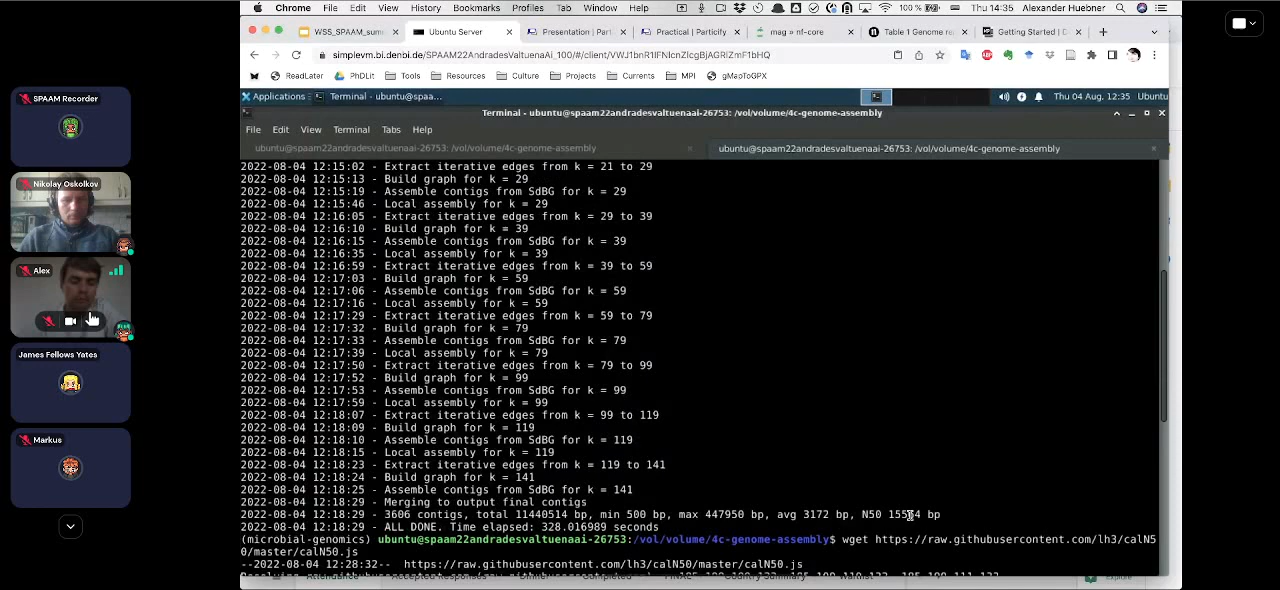 Chrome File Edit View History Bookmarks Profiles Tab Window Help 100 % Thu 14:35 Alexander Huebner
WSS_SPAAM_sum Ubuntu Server Presentation | Part Practical | Particify mag » nf-core Table 1 Genome re Getting Started | C
simplevm.bi.denbi.de/SPAAM22AndradesValtuenaAi_100/#/client/
ReadLater PhDLit Tools Resources Culture Projects Currents MPI gMapToGPX
Applications Terminal - ubuntu@spaa... Thu 04 Aug, 12:35 Ubuntu
Terminal - ubuntu@spaam22andradesvaltuenaai-26753: /vol/volume/4c-genome-assembly
File Edit View Terminal Tabs Help
ubuntu@spaam22andradesvaltuenaai-26753: /vol/volume/4c-genome-assembly ubuntu@spaam22andradesvaltuenaai-26753: /vol/volume/4c-genome-assembly
2022-08-04 12:15:02 - Extract iterative edges from k = 21 to 29
2022-08-04 12:15:13 - Build graph for k = 29
2022-08-04 12:15:19 - Assemble contigs from SdBG for k = 29
2022-08-04 12:15:46 - Local assembly for k = 29
2022-08-04 12:16:05 - Extract iterative edges from k = 29 to 39
2022-08-04 12:16:10 - Build graph for k = 39
2022-08-04 12:16:15 - Assemble contigs from SdBG for k = 39
2022-08-04 12:16:35 - Local assembly for k = 39
2022-08-04 12:16:59 - Extract iterative edges from k = 39 to 59
2022-08-04 12:17:03 - Build graph for k = 59
2022-08-04 12:17:06 - Assemble contigs from SdBG for k = 59
2022-08-04 12:17:16 - Local assembly for k = 59
2022-08-04 12:17:29 - Extract iterative edges from k = 59 to 79
2022-08-04 12:17:32 - Build graph for k = 79
2022-08-04 12:17:33 - Assemble contigs from SdBG for k = 79
2022-08-04 12:17:39 - Local assembly for k = 79
2022-08-04 12:17:50 - Extract iterative edges from k = 79 to 99
2022-08-04 12:17:52 - Build graph for k = 99
2022-08-04 12:17:53 - Assemble contigs from SdBG for k = 99
2022-08-04 12:17:59 - Local assembly for k = 99
2022-08-04 12:18:07 - Extract iterative edges from k = 99 to 119
2022-08-04 12:18:09 - Build graph for k = 119
2022-08-04 12:18:10 - Assemble contigs from SdBG for k = 119
2022-08-04 12:18:15 - Local assembly for k = 119
2022-08-04 12:18:23 - Extract iterative edges from k = 119 to 141
2022-08-04 12:18:24 - Build graph for k = 141
2022-08-04 12:18:25 - Assemble contigs from SdBG for k = 141
2022-08-04 12:18:29 - Merging to output final contigs
2022-08-04 12:18:29 - 3606 contigs, total 11440514 bp, min 500 bp, max 447950 bp, avg 3172 bp, N50 bp
2022-08-04 12:18:29 - ALL DONE. Time elapsed: 328.016989 seconds
(microbial-genomics) ubuntu@spaam22andradesvaltuenaai-26753:/vol/volume/4c-genome-assembly$ wget https://raw.githubusercontent.com/lh3/calN5
0/master/calN50.js
--2022-08-04 12:28:32-- https://raw.githubusercontent.com/lh3/calN50/master/calN50.js
Explore
SPAAM Recorder
Nikolay Oskolkov
Alex
James Fellows Yates
Markus